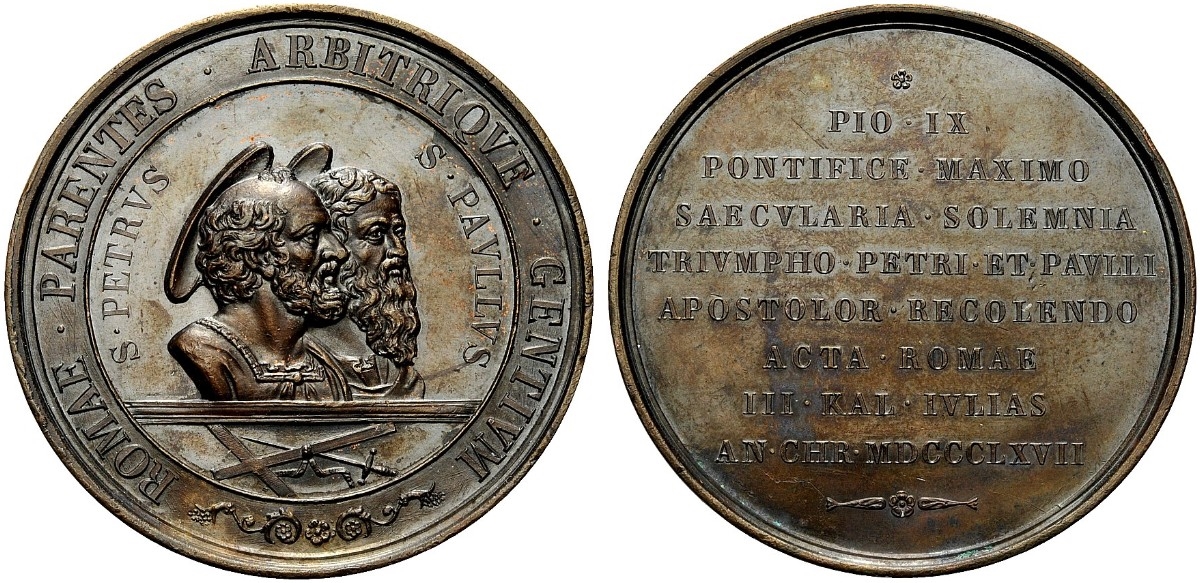 ROMAE · PARENTES · ARBITRIQVE · GENTIVM
S · PETRVS
S · PAVLLVS
PIO · IX
PONTIFICE · MAXIMO
SAECVLARIA · SOLEMNIA
TRIVMPHO · PETRI · ET · PAVLLI
APOSTOLOR · RECOLENDO
ACTA · ROMAE
III · KAL · IVLIAS
AN · CHR · MDCCCLXVII